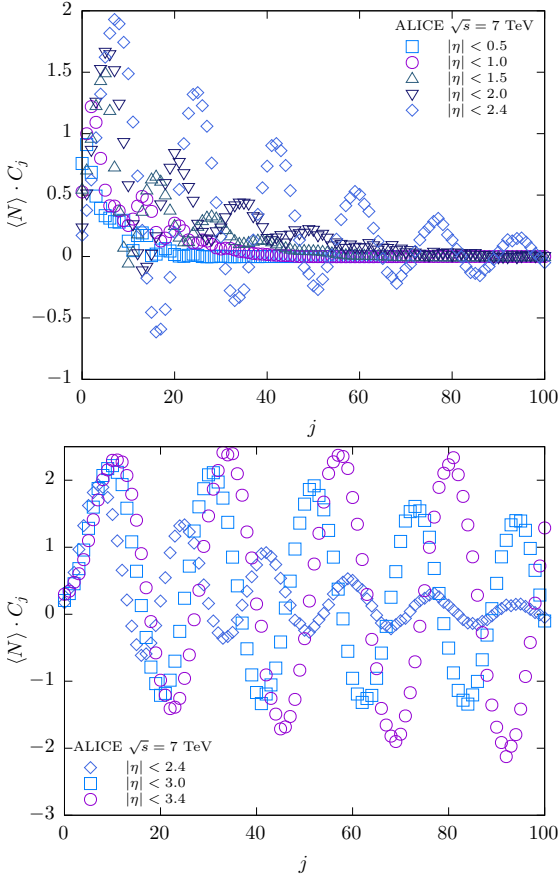 2
1.5
1
0.5
0
−0.5
−1
⟨N⟩ · C_j
ALICE √s = 7 TeV
|η| < 0.5
|η| < 1.0
|η| < 1.5
|η| < 2.0
|η| < 2.4
0 20 40 60 80 100
j
2
1
0
−1
−2
−3
⟨N⟩ · C_j
ALICE √s = 7 TeV
|η| < 2.4
|η| < 3.0
|η| < 3.4
0 20 40 60 80 100
j